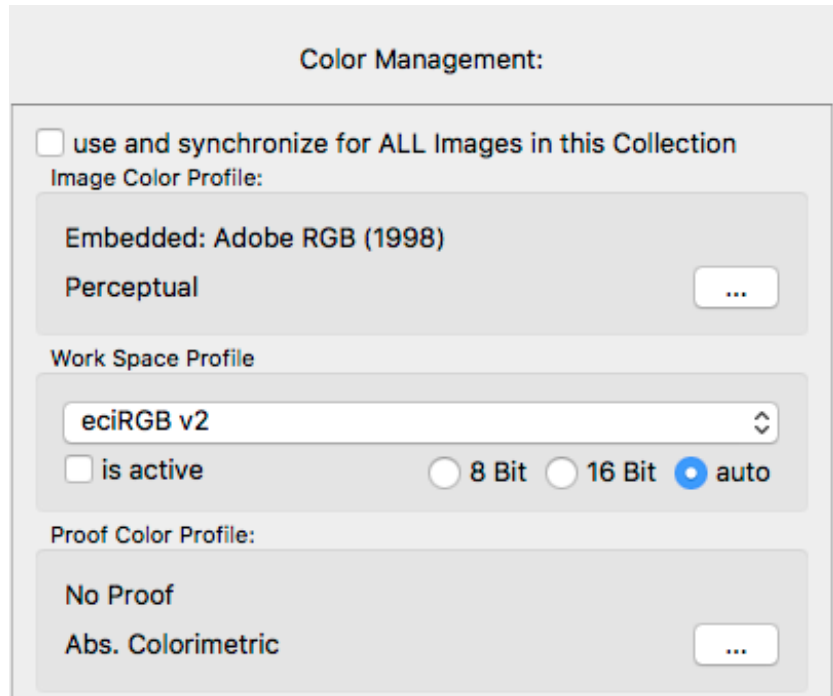 Color Management:
use and synchronize for ALL Images in this Collection
Image Color Profile:
Embedded: Adobe RGB (1998)
Perceptual
...
Work Space Profile
eciRGB v2
is active 8 Bit 16 Bit auto
Proof Color Profile:
No Proof
Abs. Colorimetric
...